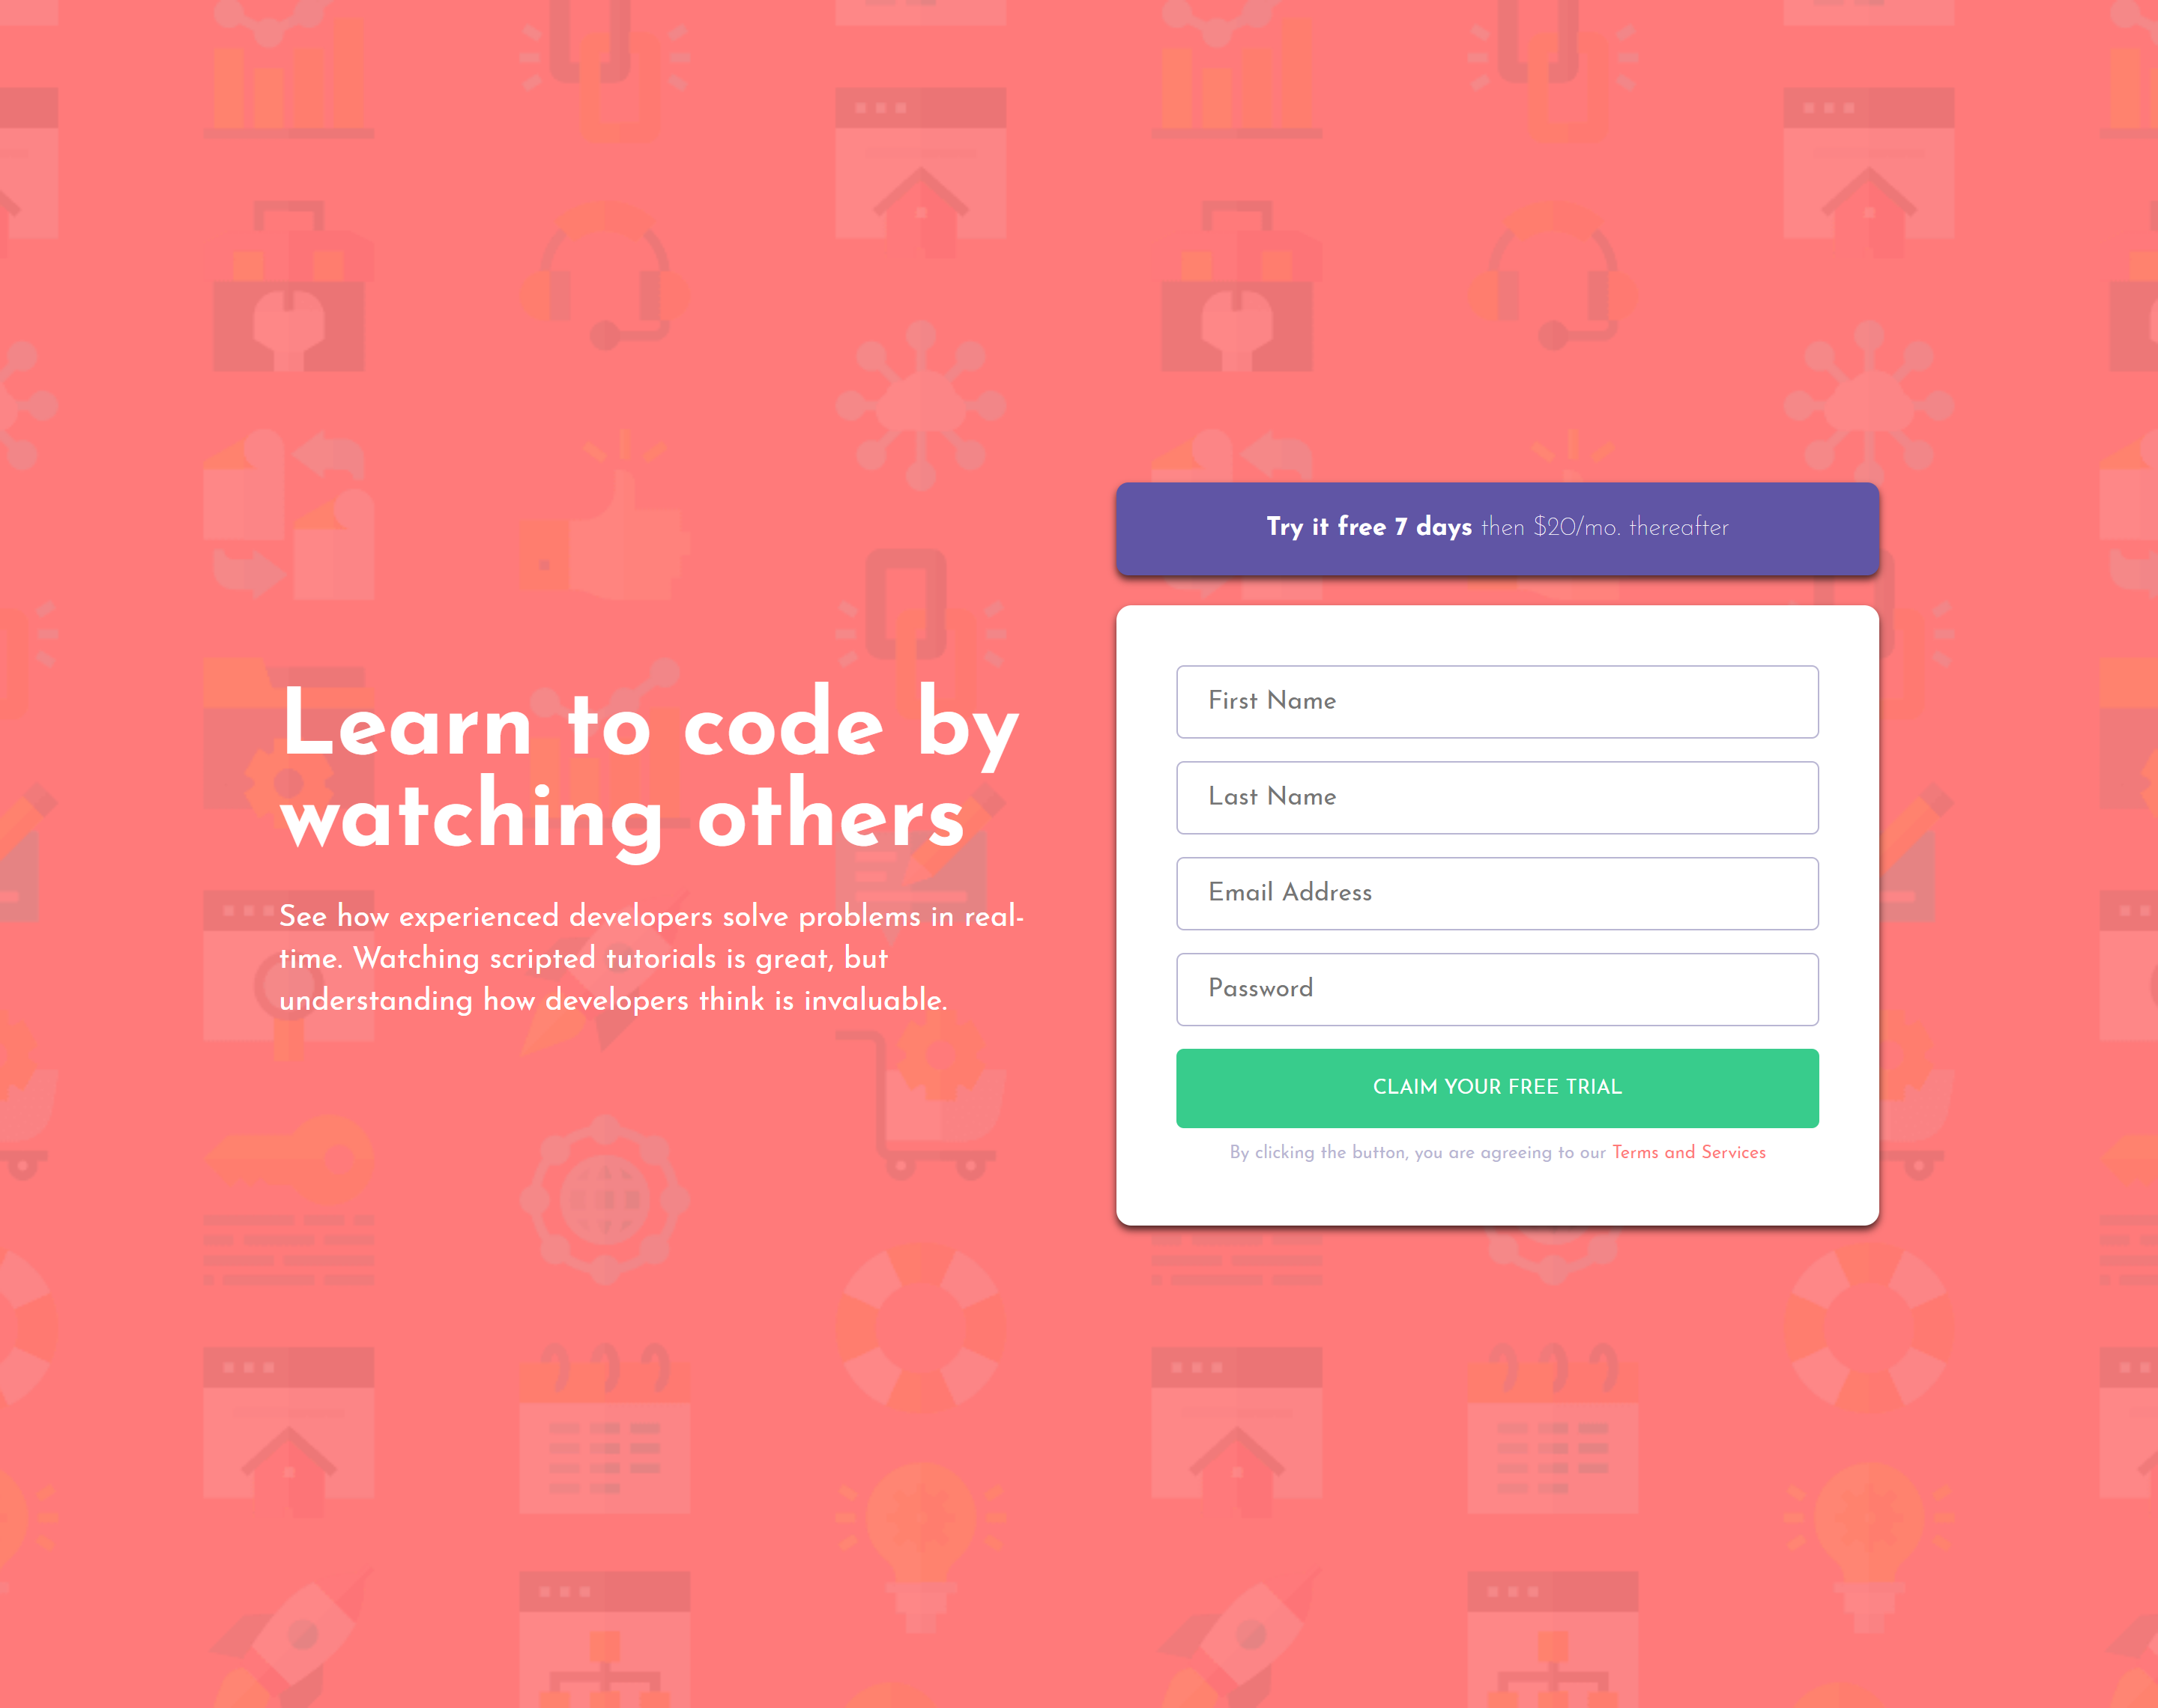 Learn to code by
watching others
See how experienced developers solve problems in real-
time. Watching scripted tutorials is great, but
understanding how developers think is invaluable.
Try it free 7 days then $20/mo. thereafter
First Name
Last Name
Email Address
Password
CLAIM YOUR FREE TRIAL
By clicking the button, you are agreeing to our Terms and Services